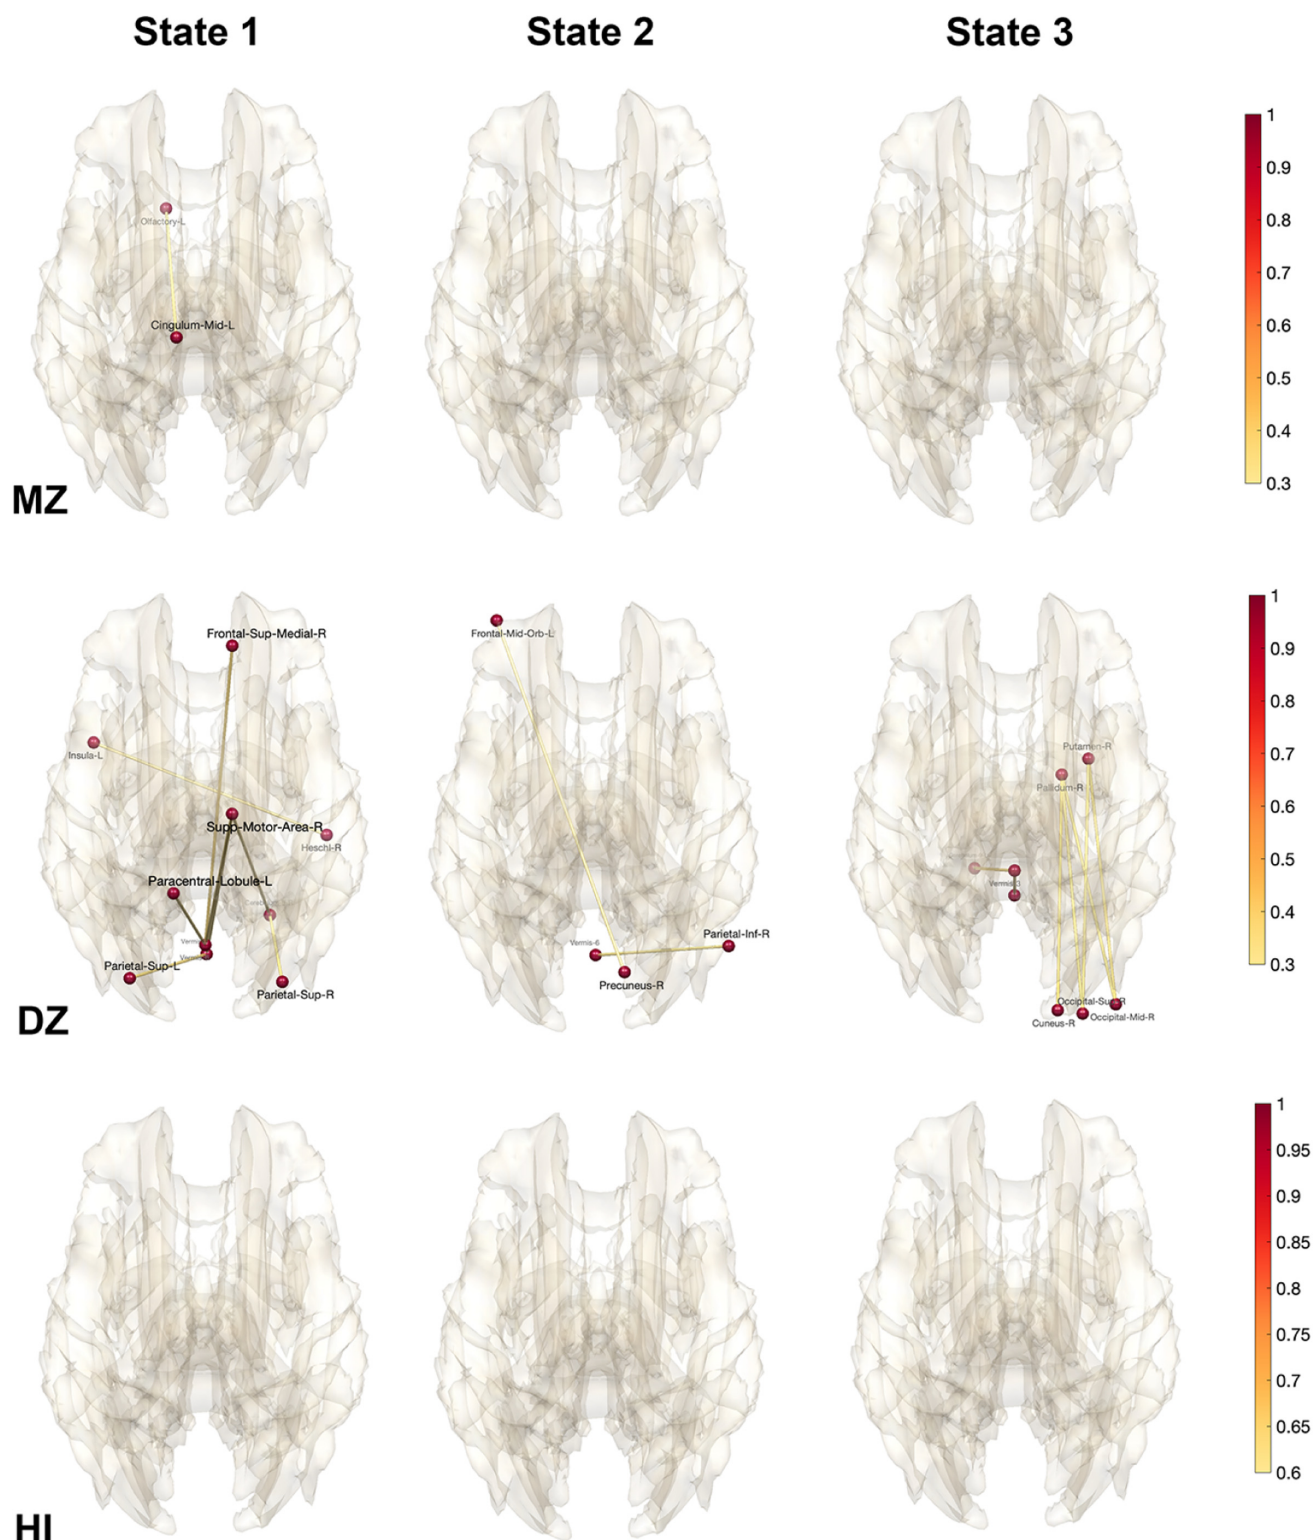 State 1 State 2 State 3
1
0.9
0.8
0.7
0.6
0.5
0.4
0.3
Olfactory-L
Cingulum-Mid-L
MZ
1
0.9
0.8
0.7
0.6
0.5
0.4
0.3
Frontal-Sup-Medial-R
Insula-L
Supp-Motor-Area-R
Heschl-R
Paracentral-Lobule-L
Parietal-Sup-L
Parietal-Sup-R
Frontal-Mid-Orb-L
Parietal-Inf-R
Vermis-6
Precuneus-R
Putamen-R
Pallidum-R
Occipital-Sup-R
Cuneus-R
Occipital-Mid-R
DZ
1
0.95
0.9
0.85
0.8
0.75
0.7
0.65
0.6
HI